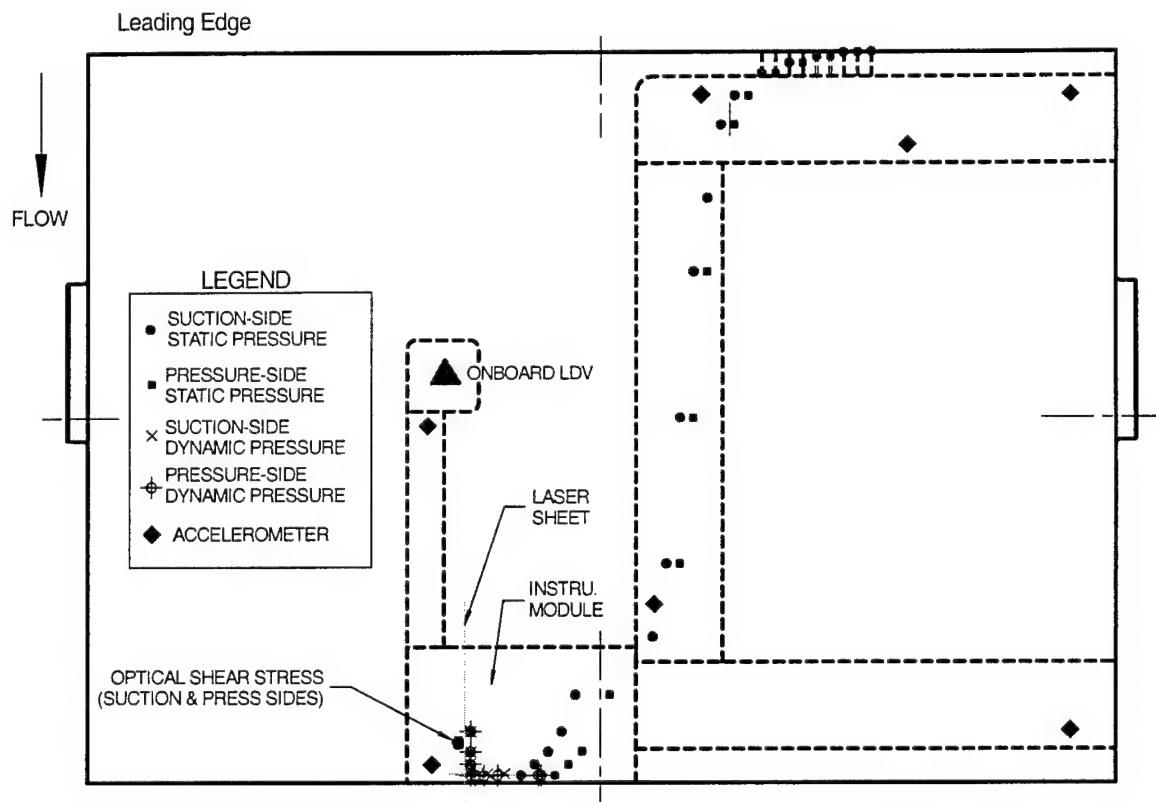 Leading Edge
FLOW
LEGEND
SUCTION-SIDE
STATIC PRESSURE
PRESSURE-SIDE
STATIC PRESSURE
SUCTION-SIDE
DYNAMIC PRESSURE
PRESSURE-SIDE
DYNAMIC PRESSURE
ACCELEROMETER
ONBOARD LDV
LASER
SHEET
INSTRU.
MODULE
OPTICAL SHEAR STRESS
(SUCTION & PRESS SIDES)